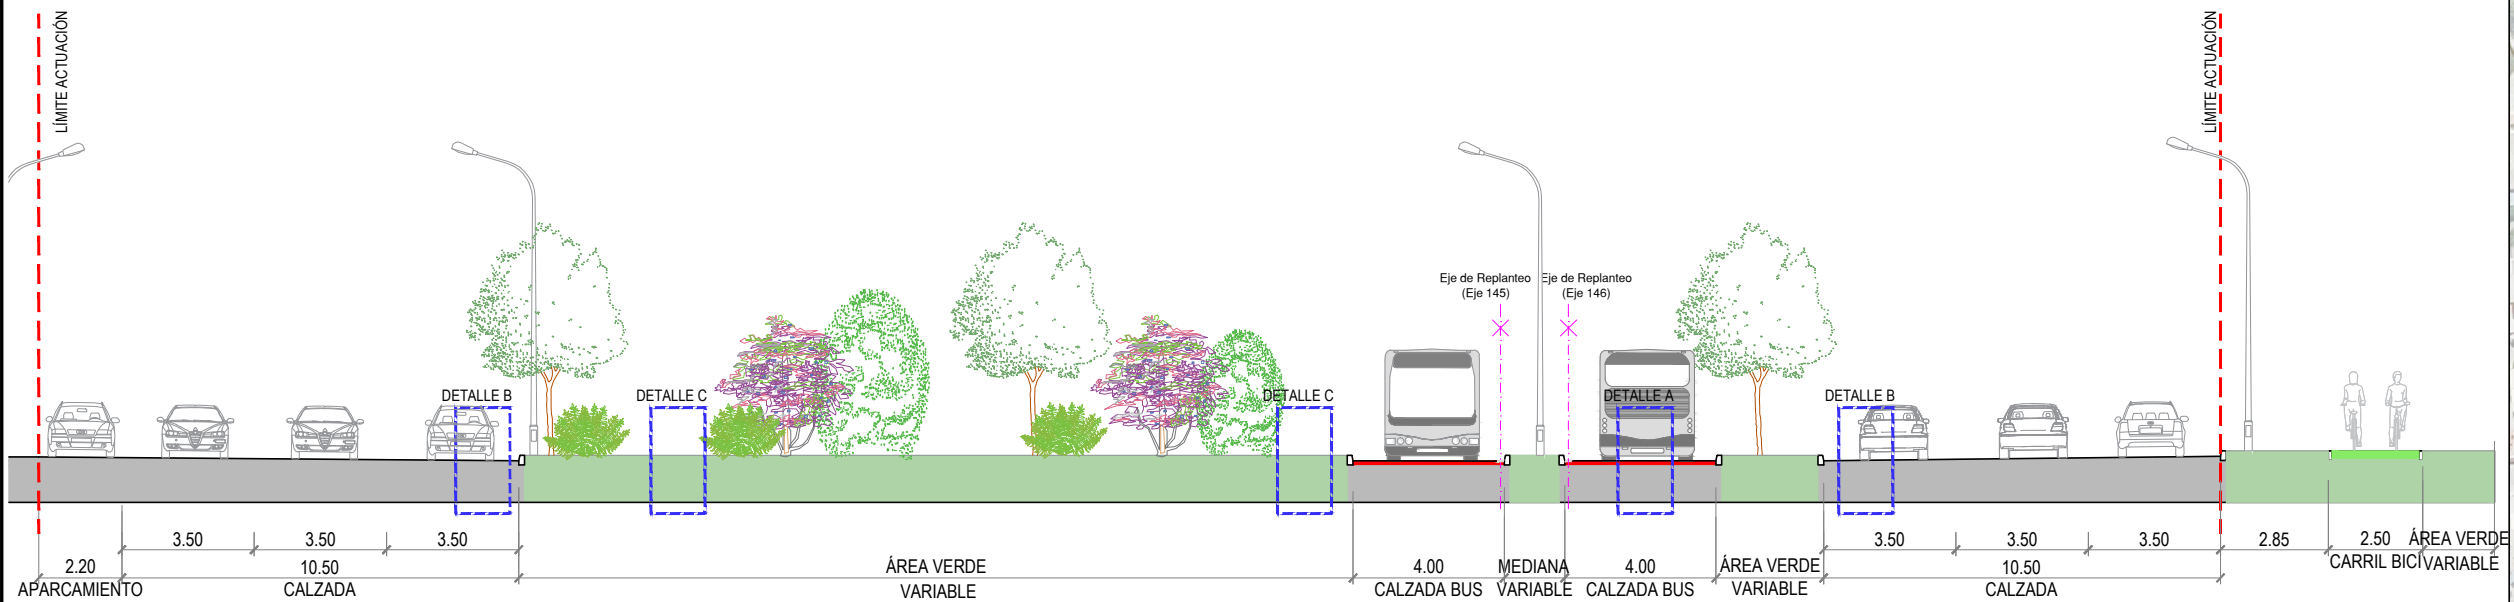 LÍMITE ACTUACIÓN
LÍMITE ACTUACIÓN
Eje de Replanteo
(Eje 145)
Eje de Replanteo
(Eje 146)
DETALLE B
DETALLE C
DETALLE C
DETALLE A
DETALLE B
3.50
3.50
3.50
3.50
3.50
3.50
2.85
2.50
ÁREA VERDE
VARIABLE
2.20
APARCAMIENTO
10.50
CALZADA
ÁREA VERDE
VARIABLE
4.00
CALZADA BUS
MEDIANA
VARIABLE
4.00
CALZADA BUS
ÁREA VERDE
VARIABLE
10.50
CALZADA
CARRIL BICI